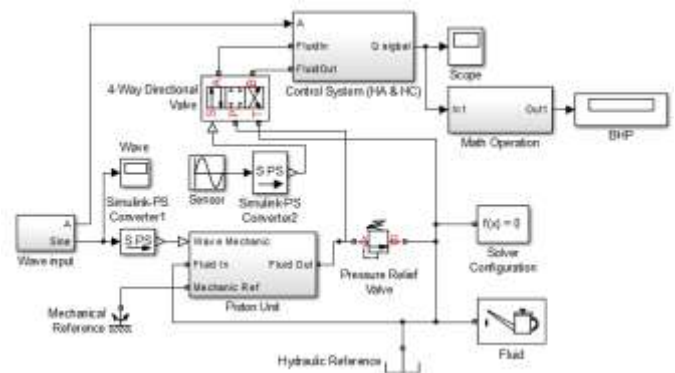 A
FluidIn
FluidOut
Q signal
Control System (HA & HC)
Scope
In1
Out1
Math Operation
BHP
4-Way Directional
Valve
A
B
S
P
T
Wave
Simulink-PS
Converter1
Sensor
S PS
Simulink-PS
Converter2
A
Sine
Wave input
S PS
Wave Mechanic
Fluid In
Fluid Out
Mechanic Ref
Piston Unit
Pressure Relief
Valve
f(x) = 0
Solver
Configuration
Mechanical
Reference
Hydraulic Reference
Fluid